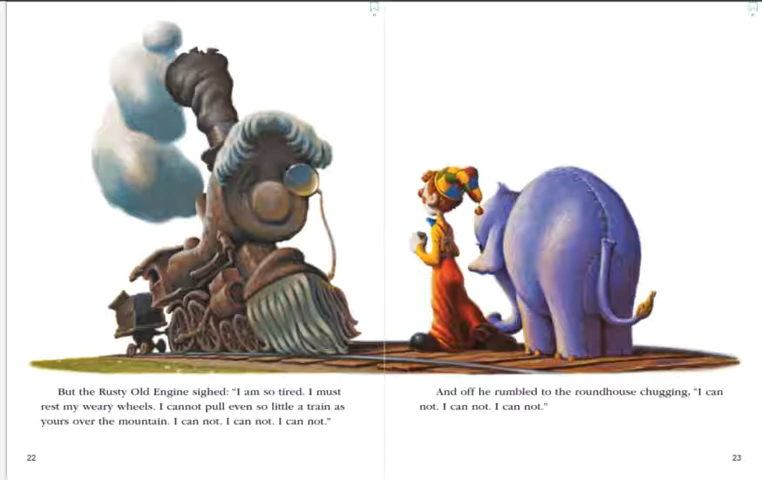 But the Rusty Old Engine sighed: "I am so tired. I must
rest my weary wheels. I cannot pull even so little a train as
yours over the mountain. I can not. I can not. I can not."
22
And off he rumbled to the roundhouse chugging, "I can
not. I can not. I can not."
23